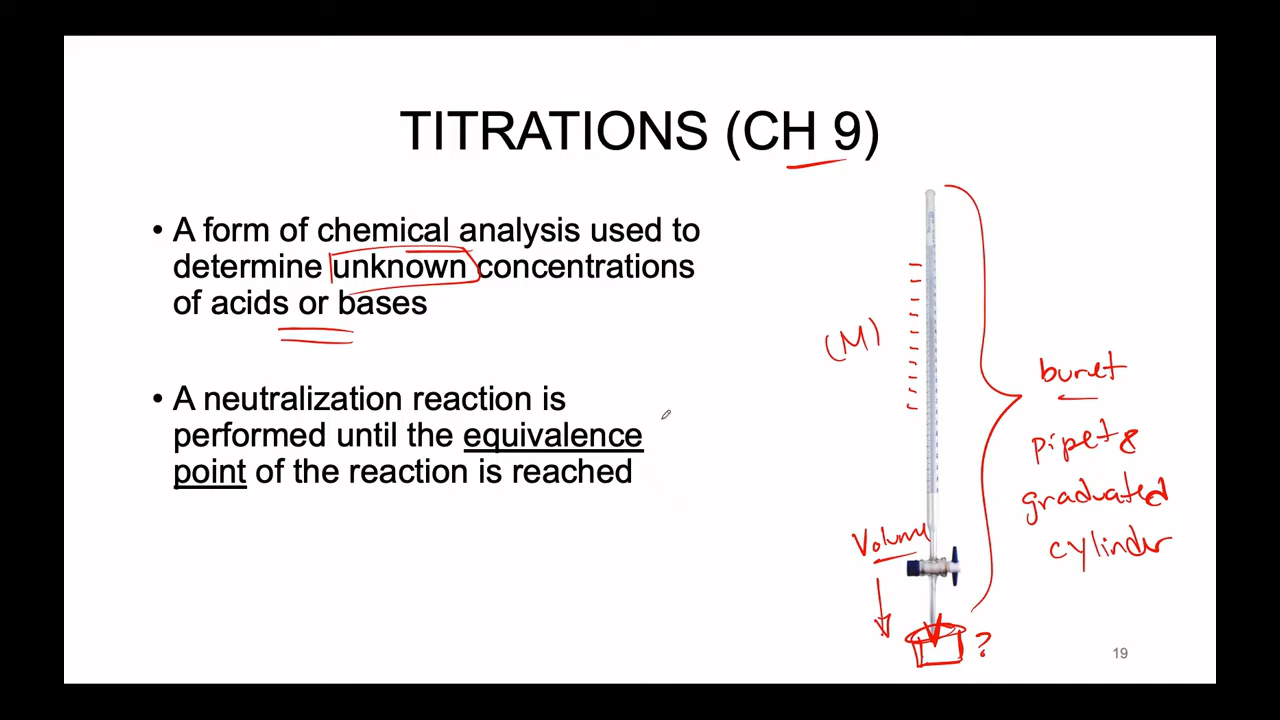 TITRATIONS (CH 9)
• A form of chemical analysis used to
determine unknown concentrations
of acids or bases
• A neutralization reaction is
performed until the equivalence
point of the reaction is reached
(M)
buret
pipet &
graduated
cylinder
Volume
?
19